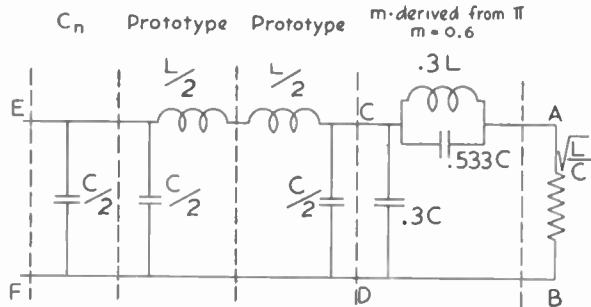 Cn Prototype Prototype m-derived from π
m = 0.6
L/2 L/2 .3L
E C A
.533C √L/C
C/2 C/2 C/2 .3C
F D B